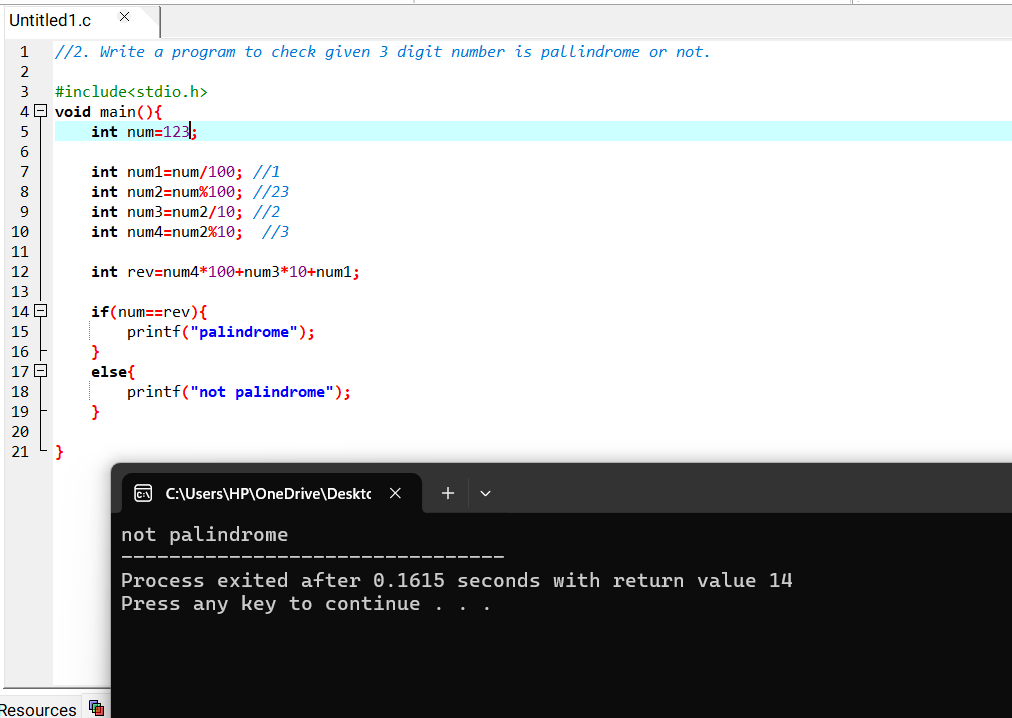 Untitled1.c
1 //2. Write a program to check given 3 digit number is pallindrome or not.
2
3 #include<stdio.h>
4 void main(){
5 int num=123;
6
7 int num1=num/100; //1
8 int num2=num%100; //23
9 int num3=num2/10; //2
10 int num4=num2%10; //3
11
12 int rev=num4*100+num3*10+num1;
13
14 if(num==rev){
15 printf("palindrome");
16 }
17 else{
18 printf("not palindrome");
19 }
20
21 }
C:\Users\HP\OneDrive\Deskto
not palindrome
--------------------------------
Process exited after 0.1615 seconds with return value 14
Press any key to continue . . .
Resources